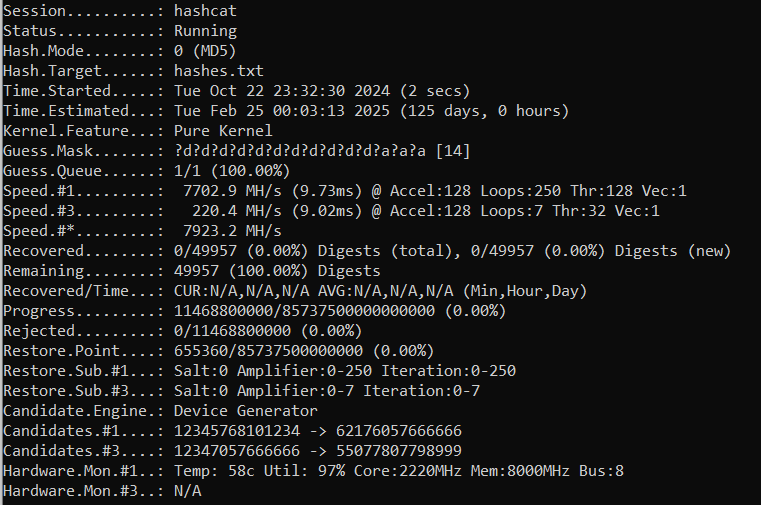 Session..........: hashcat
Status...........: Running
Hash.Mode........: 0 (MD5)
Hash.Target......: hashes.txt
Time.Started.....: Tue Oct 22 23:32:30 2024 (2 secs)
Time.Estimated...: Tue Feb 25 00:03:13 2025 (125 days, 0 hours)
Kernel.Feature...: Pure Kernel
Guess.Mask.......: ?d?d?d?d?d?d?d?d?d?d?d?a?a?a [14]
Guess.Queue......: 1/1 (100.00%)
Speed.#1.........:  7702.9 MH/s (9.73ms) @ Accel:128 Loops:250 Thr:128 Vec:1
Speed.#3.........:   220.4 MH/s (9.02ms) @ Accel:128 Loops:7 Thr:32 Vec:1
Speed.#*.........:  7923.2 MH/s
Recovered........: 0/49957 (0.00%) Digests (total), 0/49957 (0.00%) Digests (new)
Remaining........: 49957 (100.00%) Digests
Recovered/Time...: CUR:N/A,N/A,N/A AVG:N/A,N/A,N/A (Min,Hour,Day)
Progress.........: 11468800000/85737500000000000 (0.00%)
Rejected.........: 0/11468800000 (0.00%)
Restore.Point....: 655360/85737500000000 (0.00%)
Restore.Sub.#1...: Salt:0 Amplifier:0-250 Iteration:0-250
Restore.Sub.#3...: Salt:0 Amplifier:0-7 Iteration:0-7
Candidate.Engine.: Device Generator
Candidates.#1....: 12345768101234 -> 62176057666666
Candidates.#3....: 12347057666666 -> 55077807798999
Hardware.Mon.#1..: Temp: 58c Util: 97% Core:2220MHz Mem:8000MHz Bus:8
Hardware.Mon.#3..: N/A